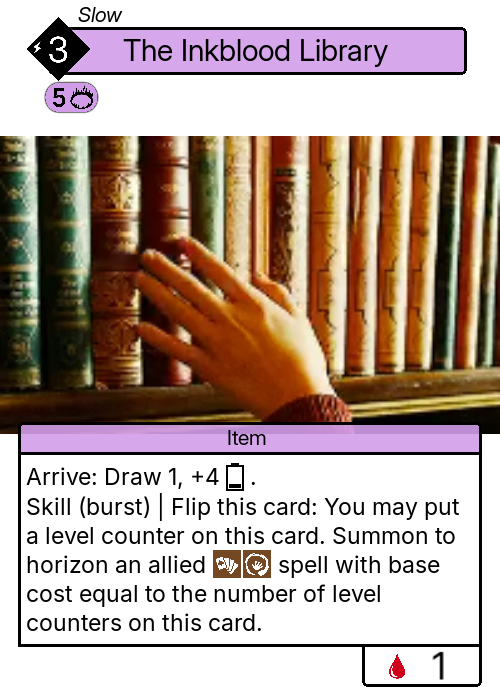 Slow
3 The Inkblood Library
5
Item
Arrive: Draw 1, +4 .
Skill (burst) | Flip this card: You may put
a level counter on this card. Summon to
horizon an allied spell with base
cost equal to the number of level
counters on this card.
1